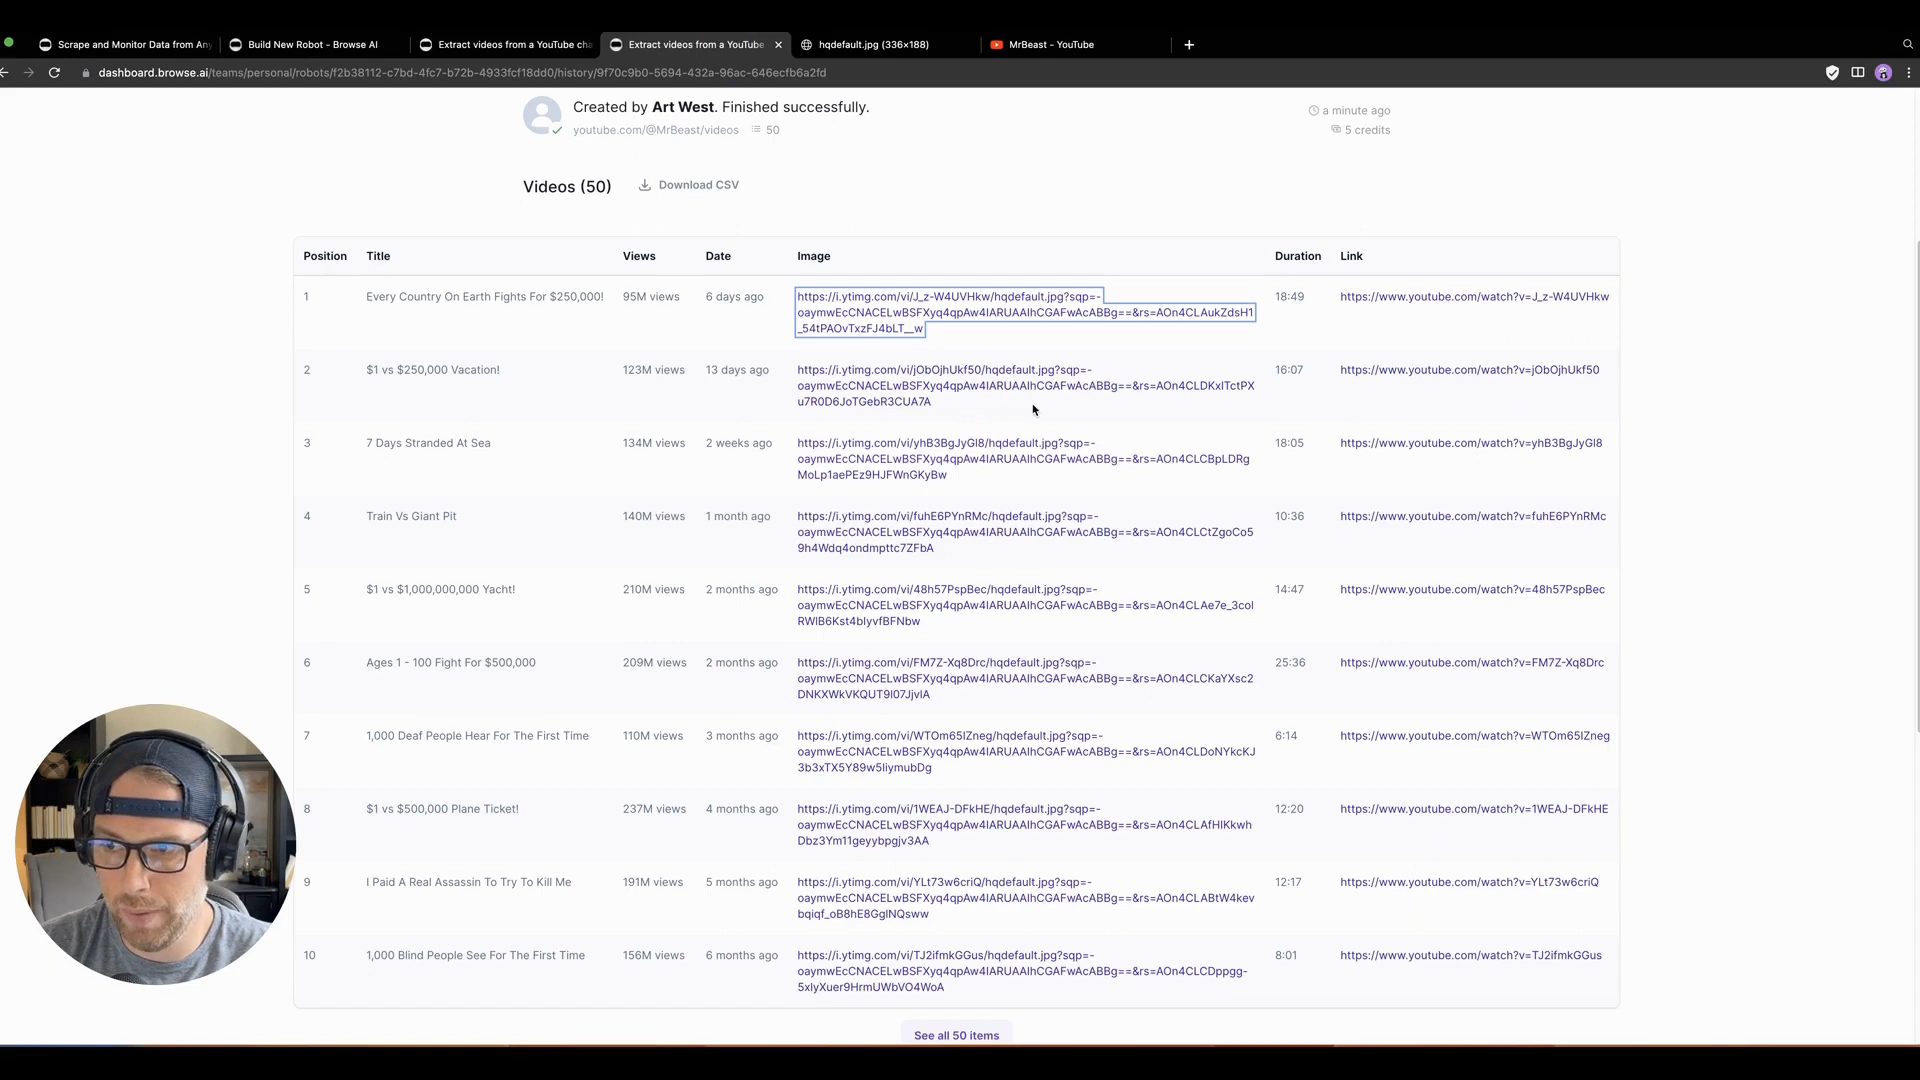 Scrape and Monitor Data from Any
Build New Robot - Browse AI
Extract videos from a YouTube cha
Extract videos from a YouTube
hqdefault.jpg (336×188)
MrBeast - YouTube
dashboard.browse.ai/teams/personal/robots/f2b38112-c7bd-4fc7-b72b-4933fcf18dd0/history/9f70c9b0-5694-432a-96ac-646ecfb6a2fd
Created by Art West. Finished successfully.
a minute ago
youtube.com/@MrBeast/videos 50
5 credits
Videos (50) Download CSV
Position Title Views Date Image Duration Link
1 Every Country On Earth Fights For $250,000! 95M views 6 days ago https://i.ytimg.com/vi/J_z-W4UVHkw/hqdefault.jpg?sqp=- 18:49 https://www.youtube.com/watch?v=J_z-W4UVHkw
oaymwEcCNACELwBSFXyq4qpAw4IARUAAIhCGAFwAcABBg==&rs=AOn4CLAukZdsH1
_54tPAOvTxzFJ4bLT__w
2 $1 vs $250,000 Vacation! 123M views 13 days ago https://i.ytimg.com/vi/jObOjhUkf50/hqdefault.jpg?sqp=- 16:07 https://www.youtube.com/watch?v=jObOjhUkf50
oaymwEcCNACELwBSFXyq4qpAw4IARUAAIhCGAFwAcABBg==&rs=AOn4CLDKxITctPX
u7R0D6JoTGebR3CUA7A
3 7 Days Stranded At Sea 134M views 2 weeks ago https://i.ytimg.com/vi/yhB3BgJyGl8/hqdefault.jpg?sqp=- 18:05 https://www.youtube.com/watch?v=yhB3BgJyGl8
oaymwEcCNACELwBSFXyq4qpAw4IARUAAIhCGAFwAcABBg==&rs=AOn4CLCBpLDRg
MoLp1aePEz9HJFWnGKyBw
4 Train Vs Giant Pit 140M views 1 month ago https://i.ytimg.com/vi/fuhE6PYnRMc/hqdefault.jpg?sqp=- 10:36 https://www.youtube.com/watch?v=fuhE6PYnRMc
oaymwEcCNACELwBSFXyq4qpAw4IARUAAIhCGAFwAcABBg==&rs=AOn4CLCtZgoCo5
9h4Wdq4ondmpttc7ZFbA
5 $1 vs $1,000,000,000 Yacht! 210M views 2 months ago https://i.ytimg.com/vi/48h57PspBec/hqdefault.jpg?sqp=- 14:47 https://www.youtube.com/watch?v=48h57PspBec
oaymwEcCNACELwBSFXyq4qpAw4IARUAAIhCGAFwAcABBg==&rs=AOn4CLAe7e_3coI
RWlB6Kst4bIyvfBFNbw
6 Ages 1 - 100 Fight For $500,000 209M views 2 months ago https://i.ytimg.com/vi/FM7Z-Xq8Drc/hqdefault.jpg?sqp=- 25:36 https://www.youtube.com/watch?v=FM7Z-Xq8Drc
oaymwEcCNACELwBSFXyq4qpAw4IARUAAIhCGAFwAcABBg==&rs=AOn4CLCKaYXsc2
DNKXWkVKQUT9l07JjvIA
7 1,000 Deaf People Hear For The First Time 110M views 3 months ago https://i.ytimg.com/vi/WTOm65IZneg/hqdefault.jpg?sqp=- 6:14 https://www.youtube.com/watch?v=WTOm65IZneg
oaymwEcCNACELwBSFXyq4qpAw4IARUAAIhCGAFwAcABBg==&rs=AOn4CLDoNYkcKJ
3b3xTX5Y89w5IiymubDg
8 $1 vs $500,000 Plane Ticket! 237M views 4 months ago https://i.ytimg.com/vi/1WEAJ-DFkHE/hqdefault.jpg?sqp=- 12:20 https://www.youtube.com/watch?v=1WEAJ-DFkHE
oaymwEcCNACELwBSFXyq4qpAw4IARUAAIhCGAFwAcABBg==&rs=AOn4CLAfHIKkwh
Dbz3Ym11geyybpgjv3AA
9 I Paid A Real Assassin To Try To Kill Me 191M views 5 months ago https://i.ytimg.com/vi/YLt73w6criQ/hqdefault.jpg?sqp=- 12:17 https://www.youtube.com/watch?v=YLt73w6criQ
oaymwEcCNACELwBSFXyq4qpAw4IARUAAIhCGAFwAcABBg==&rs=AOn4CLABtW4kev
bqiqf_oB8hE8GglNQsww
10 1,000 Blind People See For The First Time 156M views 6 months ago https://i.ytimg.com/vi/TJ2ifmkGGus/hqdefault.jpg?sqp=- 8:01 https://www.youtube.com/watch?v=TJ2ifmkGGus
oaymwEcCNACELwBSFXyq4qpAw4IARUAAIhCGAFwAcABBg==&rs=AOn4CLCDppgg-
5xIyXuer9HrmUWbVO4WoA
See all 50 items